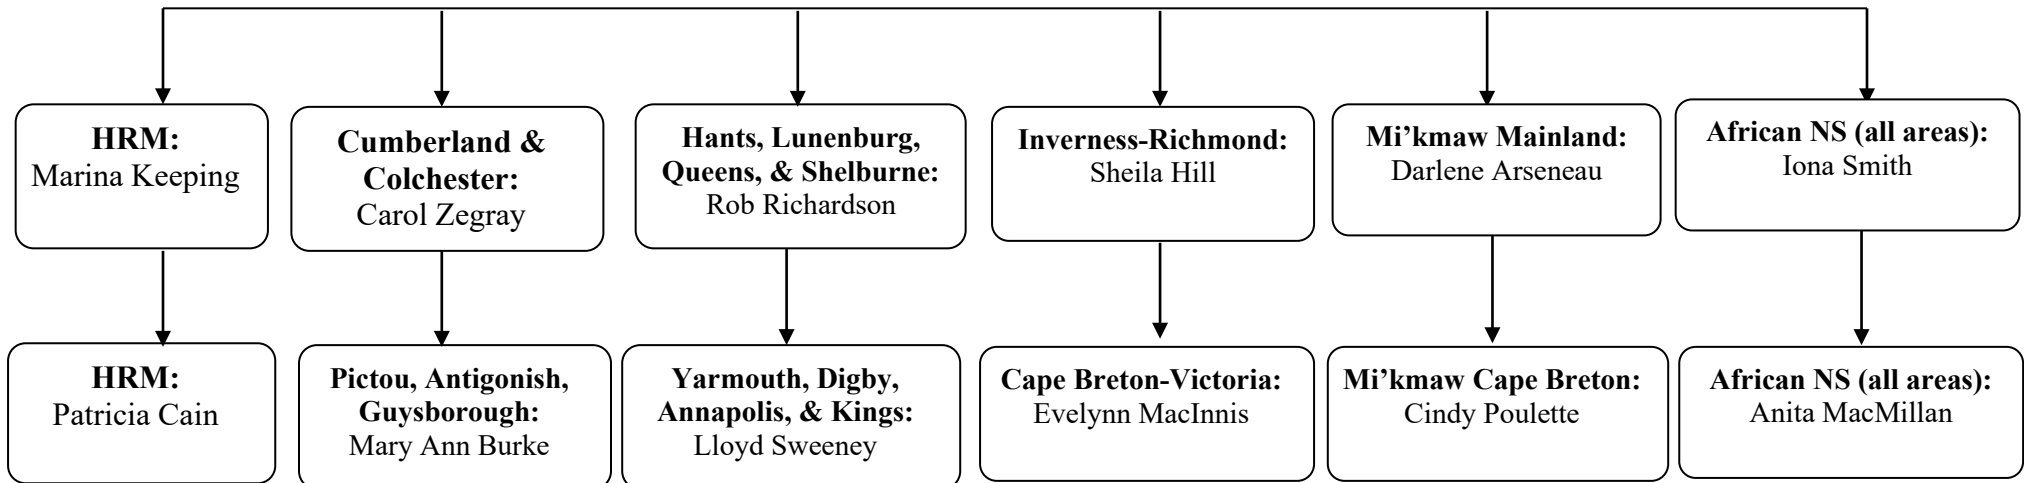 HRM:
Marina Keeping
Cumberland &
Colchester:
Carol Zegray
Hants, Lunenburg,
Queens, & Shelburne:
Rob Richardson
Inverness-Richmond:
Sheila Hill
Mi’kmaw Mainland:
Darlene Arseneau
African NS (all areas):
Iona Smith
HRM:
Patricia Cain
Pictou, Antigonish,
Guysborough:
Mary Ann Burke
Yarmouth, Digby,
Annapolis, & Kings:
Lloyd Sweeney
Cape Breton-Victoria:
Evelynn MacInnis
Mi’kmaw Cape Breton:
Cindy Poulette
African NS (all areas):
Anita MacMillan